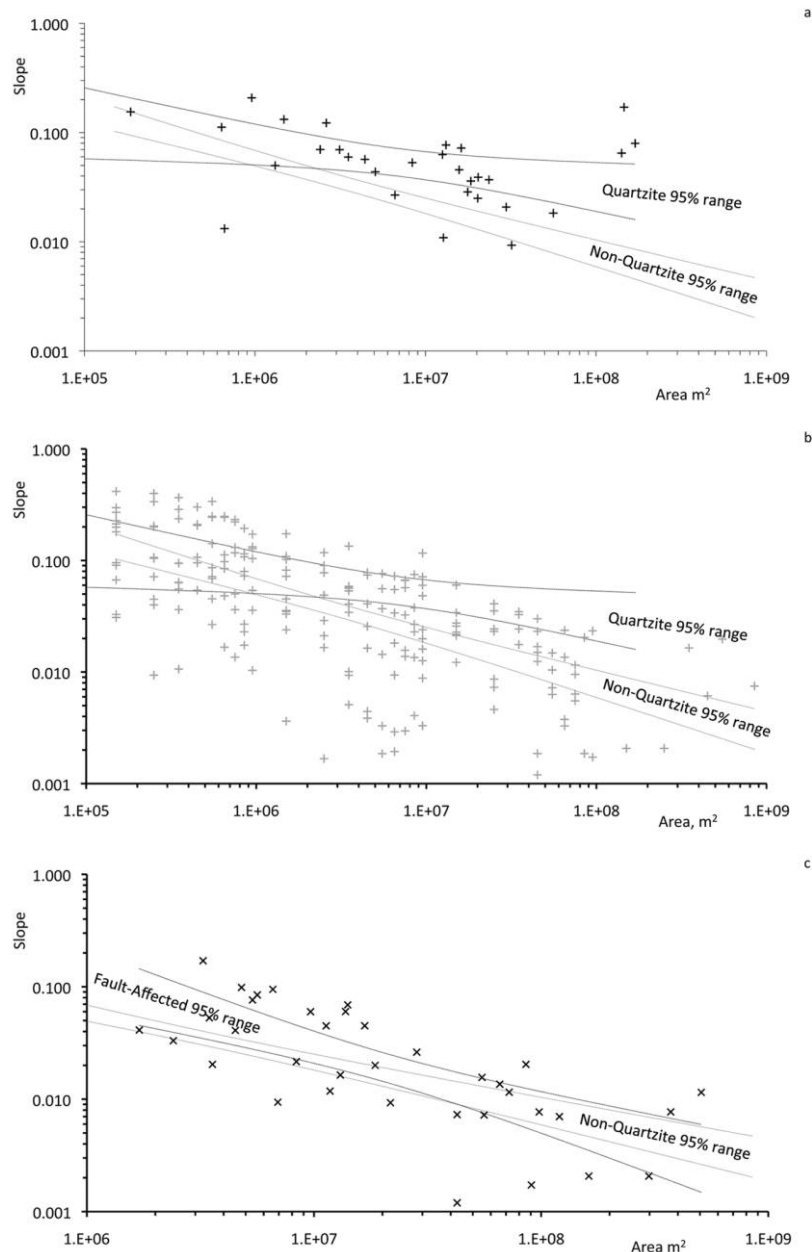 a
1.000
Slope
0.100
Quartzite 95% range
0.010
Non-Quartzite 95% range
0.001
1.E+05 1.E+06 1.E+07 1.E+08 1.E+09
Area m²
b
1.000
Slope
0.100
Quartzite 95% range
0.010
Non-Quartzite 95% range
0.001
1.E+05 1.E+06 1.E+07 1.E+08 1.E+09
Area, m²
c
1.000
Slope
0.100
Fault-Affected 95% range
0.010
Non-Quartzite 95% range
0.001
1.E+06 1.E+07 1.E+08 1.E+09
Area m²